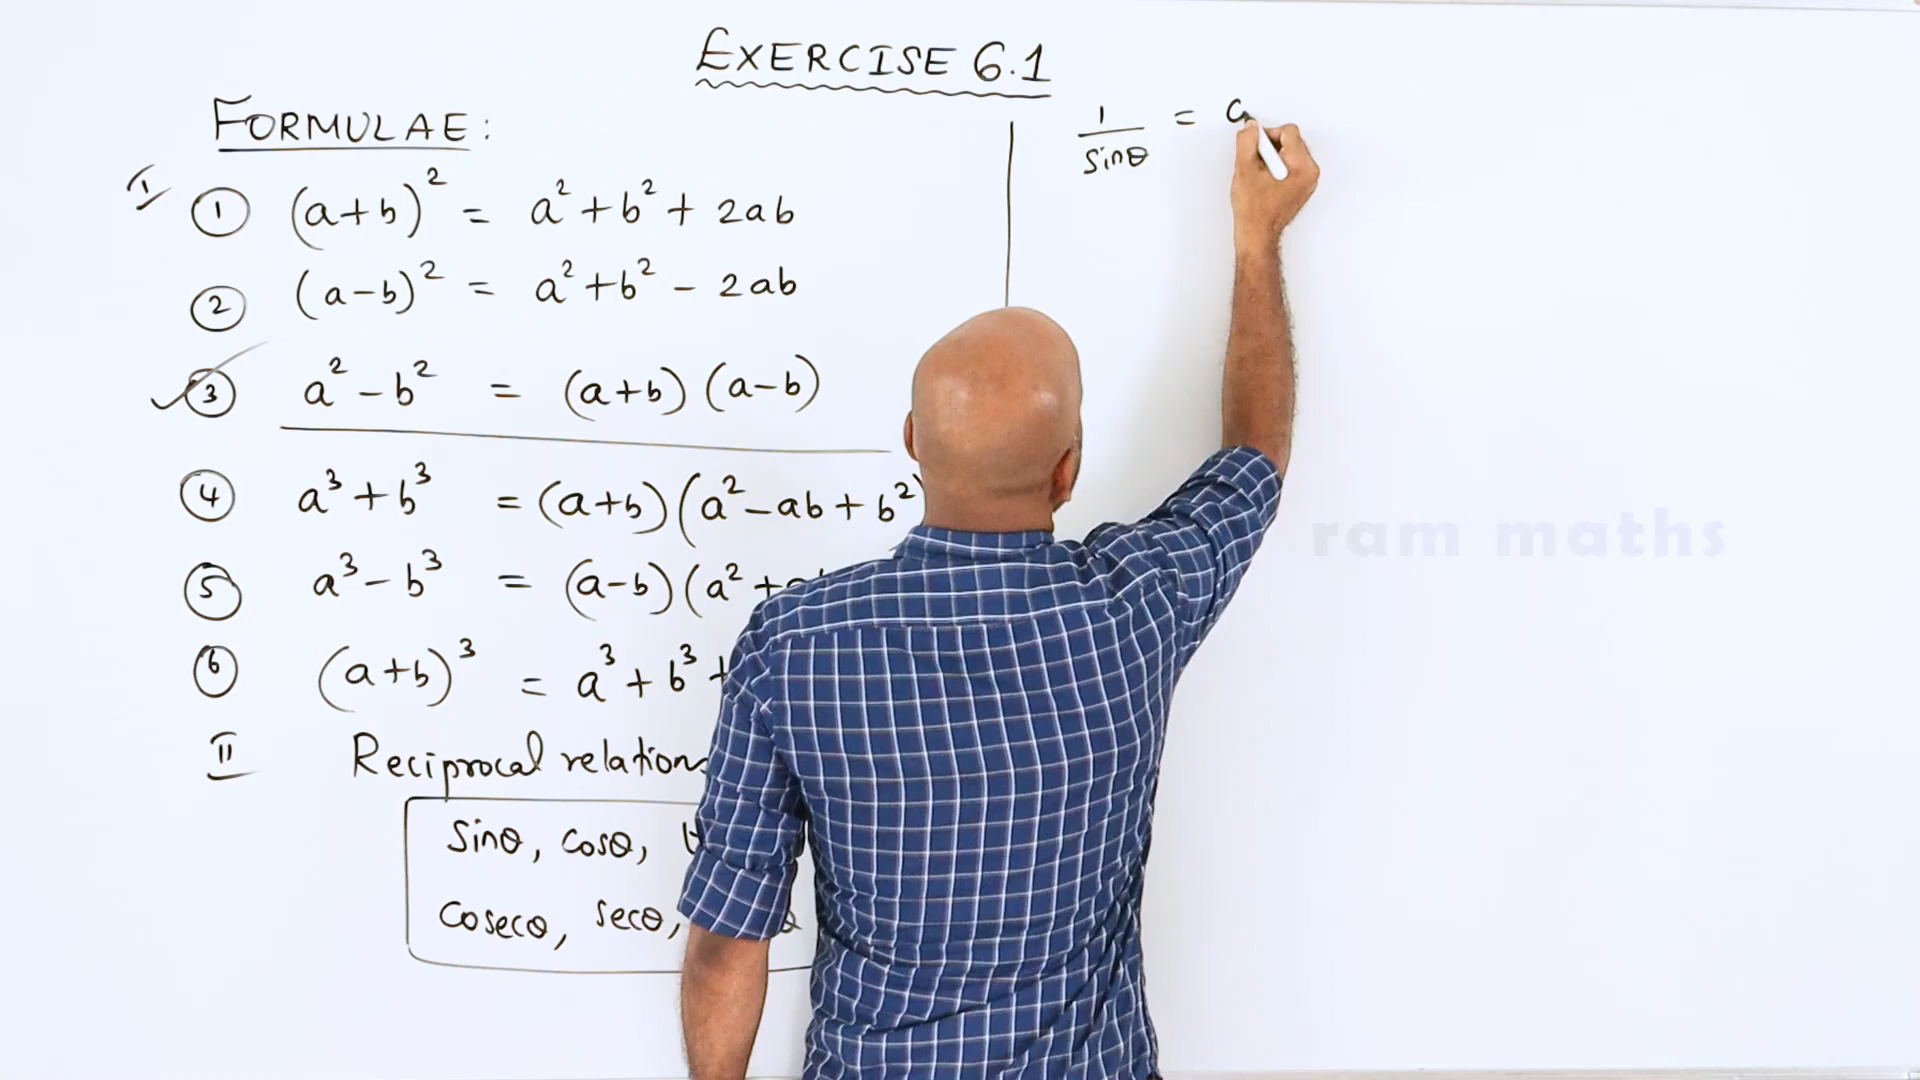 EXERCISE 6.1
FORMULAE:
I
① (a+b)² = a²+b²+2ab
② (a-b)² = a²+b²-2ab
③ a²-b² = (a+b)(a-b)
④ a³+b³ = (a+b)(a²-ab+b²
⑤ a³-b³ = (a-b)(a²+
⑥ (a+b)³ = a³+b³+
II Reciprocal relations
Sinθ, Cosθ,
Cosecθ, Secθ,
1/Sinθ =
ram maths